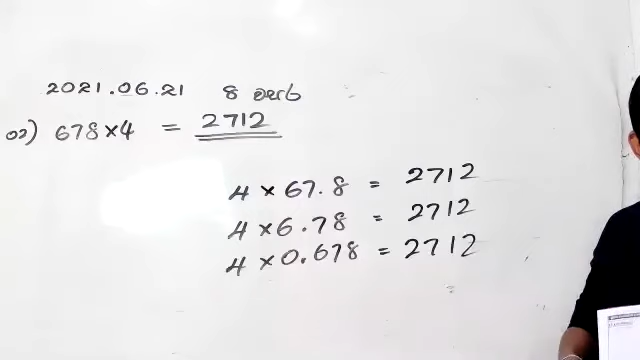 2021.06.21 8
02) 678×4 = 2712
4 × 67.8 = 2712
4 × 6.78 = 2712
4 × 0.678 = 2712